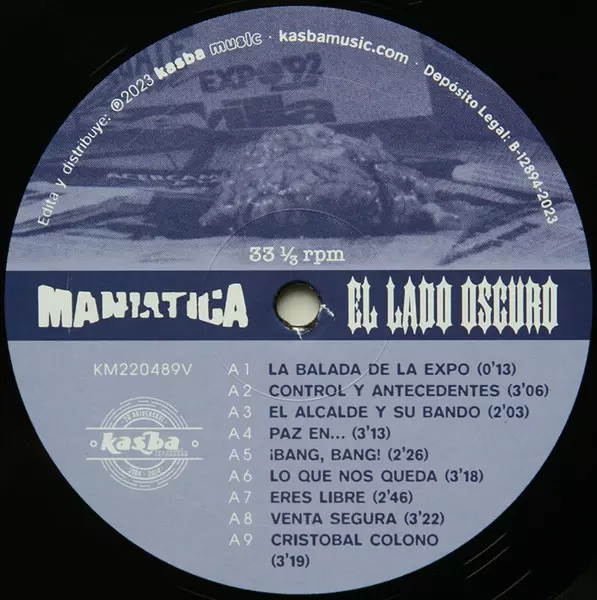 Edita y distribuye: ℗2023 kasba music · kasbamusic.com · Depósito Legal: B-12894-2023
EXPO'92
33 ⅓ rpm
MANIATICA
EL LADO OSCURO
KM220489V
A1 LA BALADA DE LA EXPO (0'13)
A2 CONTROL Y ANTECEDENTES (3'06)
A3 EL ALCALDE Y SU BANDO (2'03)
A4 PAZ EN... (3'13)
A5 ¡BANG, BANG! (2'26)
A6 LO QUE NOS QUEDA (3'18)
A7 ERES LIBRE (2'46)
A8 VENTA SEGURA (3'22)
A9 CRISTOBAL COLONO
(3'19)
kasba